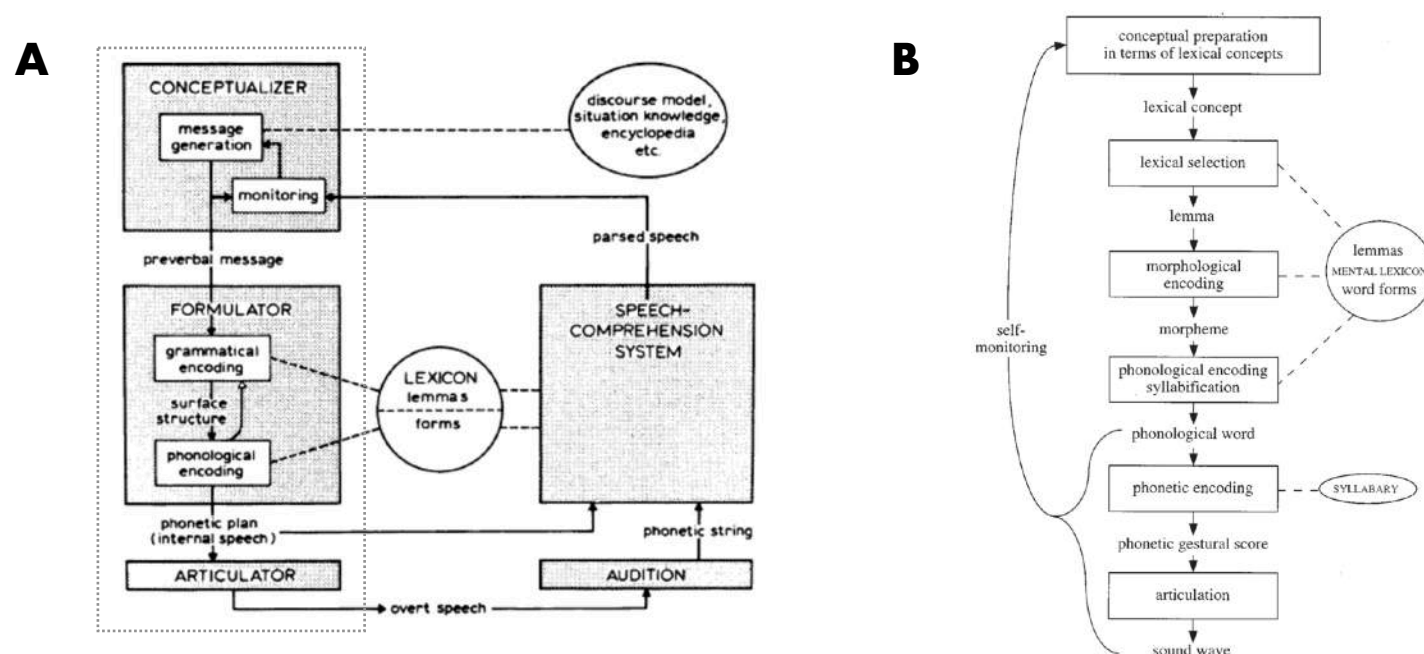 A
CONCEPTUALIZER
message
generation
monitoring
discourse model,
situation knowledge,
encyclopedia
etc.
parsed speech
preverbal message
FORMULATOR
grammatical
encoding
surface
structure
phonological
encoding
LEXICON
lemmas
forms
SPEECH-
COMPREHENSION
SYSTEM
phonetic plan
(internal speech)
phonetic string
ARTICULATOR
AUDITION
overt speech
B
conceptual preparation
in terms of lexical concepts
lexical concept
lexical selection
lemma
morphological
encoding
morpheme
phonological encoding
syllabification
phonological word
phonetic encoding
phonetic gestural score
articulation
sound wave
lemmas
MENTAL LEXICON
word forms
SYLLABARY
self-
monitoring